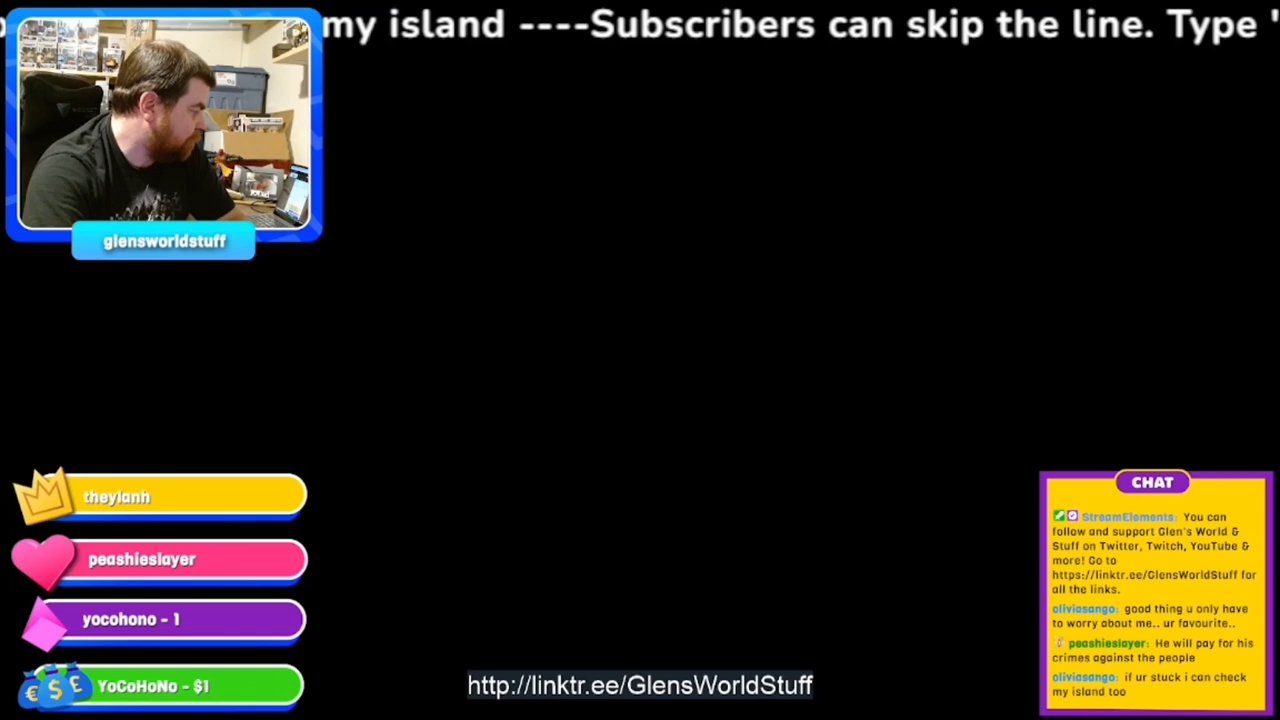 my island ----Subscribers can skip the line. Type '
glensworldstuff
theylanh
peashieslayer
yocohono - 1
YoCoHoNo - $1
http://linktr.ee/GlensWorldStuff
CHAT
StreamElements: You can
follow and support Glen's World &
Stuff on Twitter, Twitch, YouTube &
more! Go to
https://linktr.ee/GlensWorldStuff for
all the links.
oliviasango: good thing u only have
to worry about me.. ur favourite..
peashieslayer: He will pay for his
crimes against the people
oliviasango: if ur stuck i can check
my island too